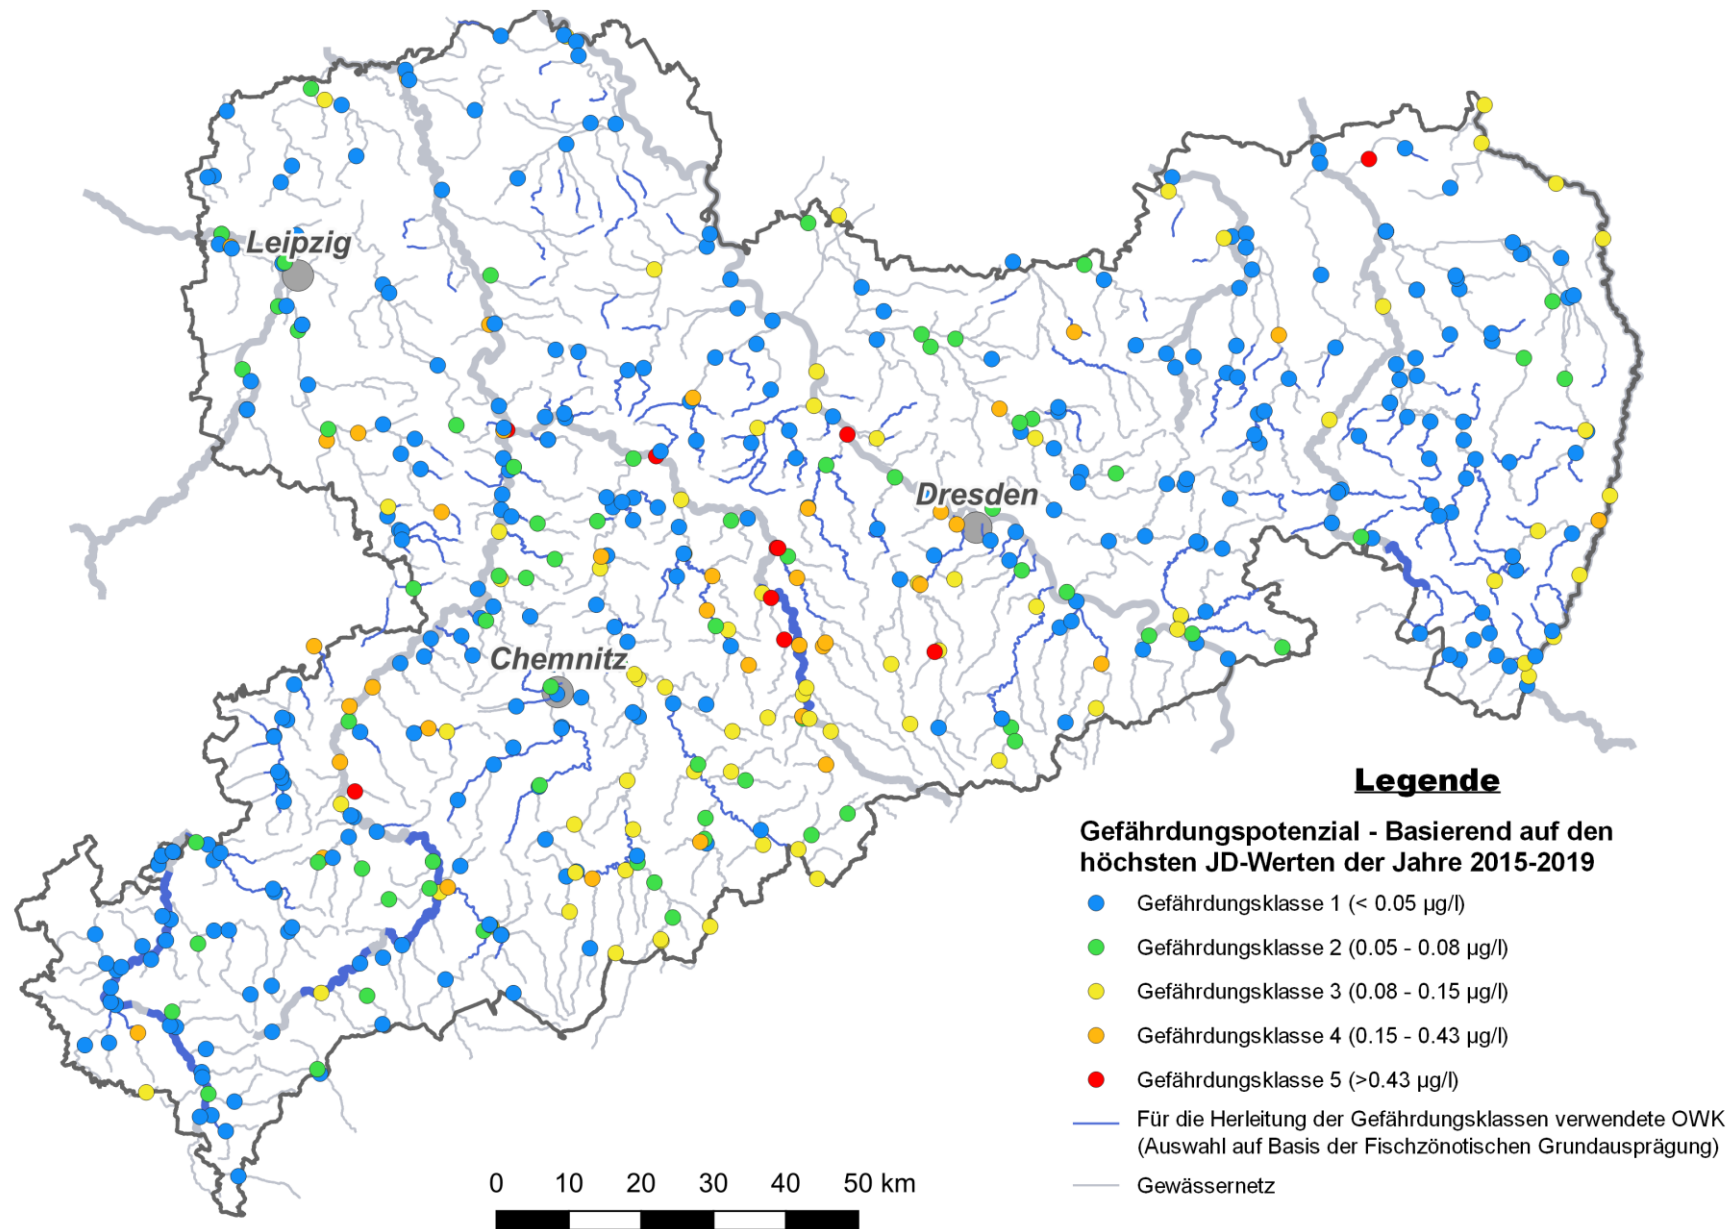 Leipzig
Dresden
Chemnitz
Legende
Gefährdungspotenzial - Basierend auf den
höchsten JD-Werten der Jahre 2015-2019
Gefährdungsklasse 1 (< 0.05 µg/l)
Gefährdungsklasse 2 (0.05 - 0.08 µg/l)
Gefährdungsklasse 3 (0.08 - 0.15 µg/l)
Gefährdungsklasse 4 (0.15 - 0.43 µg/l)
Gefährdungsklasse 5 (>0.43 µg/l)
Für die Herleitung der Gefährdungsklassen verwendete OWK
(Auswahl auf Basis der Fischzönotischen Grundausprägung)
Gewässernetz
0 10 20 30 40 50 km